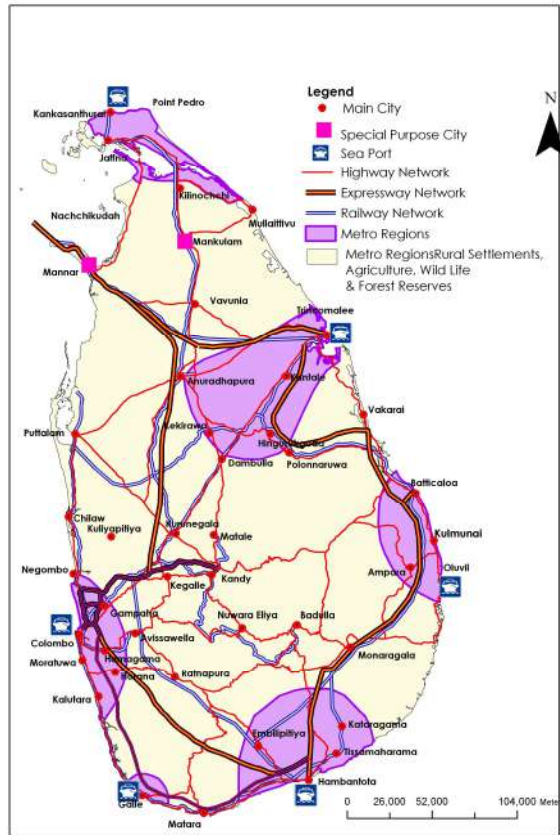 Point Pedro
Kankasanthurai
Jaffna
Kilinochchi
Nachchikudah
Mullaittivu
Mankulam
Mannar
Vavunia
Trincomalee
Anuradhapura
Kantale
Vakarai
Puttalam
Kekirawa
Hingurakgoda
Polonnaruwa
Dambulla
Batticaloa
Chilaw
Kuliyapitiya
Kurunegala
Matale
Kulmunai
Negombo
Kegalle
Kandy
Ampara
Oluvil
Gampaha
Nuwara Eliya
Badulla
Colombo
Avissawella
Moratuwa
Homagama
Horana
Ratnapura
Monaragala
Kalutara
Kataragama
Embilipitiya
Tissamaharama
Galle
Hambantota
Matara
Legend
Main City
Special Purpose City
Sea Port
Highway Network
Expressway Network
Railway Network
Metro Regions
Metro RegionsRural Settlements,
Agriculture, Wild Life
& Forest Reserves
N
0 26,000 52,000 104,000